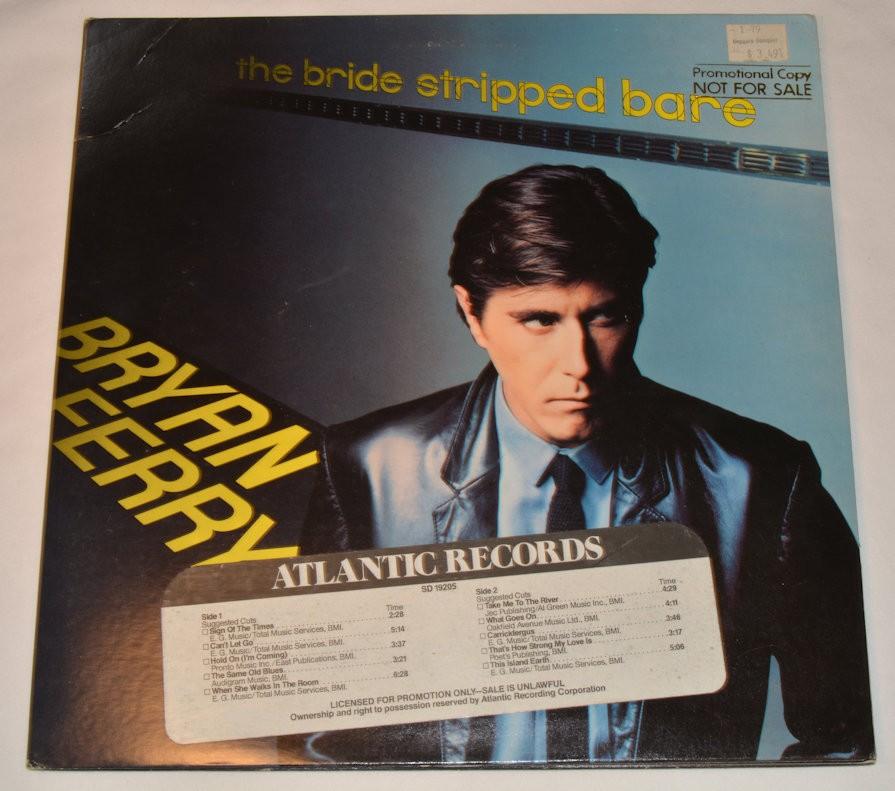 the bride stripped bare
1-79
$3.49
Promotional Copy
NOT FOR SALE
BRYAN
FERRY
ATLANTIC RECORDS
SD 19205
Side 1
Suggested Cuts Time
Sign Of The Times 2:28
E. G. Music/Total Music Services, BMI.
Can't Let Go 5:14
E. G. Music/Total Music Services, BMI.
Hold On (I'm Coming) 3:37
Pronto Music Inc./East Publications, BMI.
The Same Old Blues 3:21
Audigram Music, BMI.
When She Walks In The Room 6:28
E. G. Music/Total Music Services, BMI.
Side 2
Suggested Cuts Time
Take Me To The River 4:29
Jec Publishing/Al Green Music Inc., BMI.
What Goes On 4:11
Oakfield Avenue Music Ltd., BMI.
Carrickfergus 3:46
E. G. Music/Total Music Services, BMI.
That's How Strong My Love Is 3:17
Poet's Publishing, BMI.
This Island Earth 5:06
E. G. Music/Total Music Services, BMI.
LICENSED FOR PROMOTION ONLY—SALE IS UNLAWFUL
Ownership and right to possession reserved by Atlantic Recording Corporation